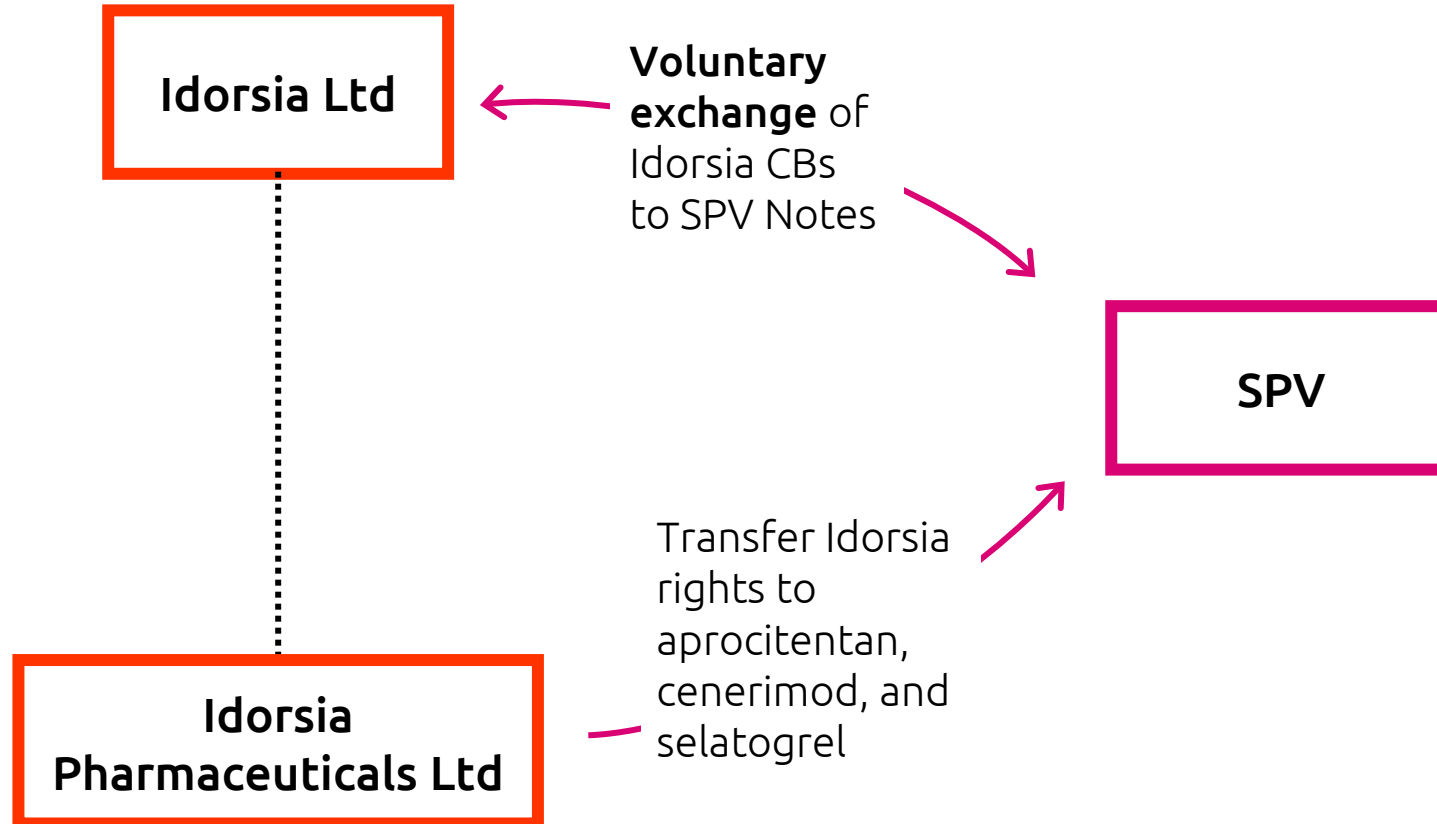 Idorsia Ltd
Voluntary
exchange of
Idorsia CBs
to SPV Notes
SPV
Transfer Idorsia
rights to
aprocitentan,
cenerimod, and
selatogrel
Idorsia
Pharmaceuticals Ltd